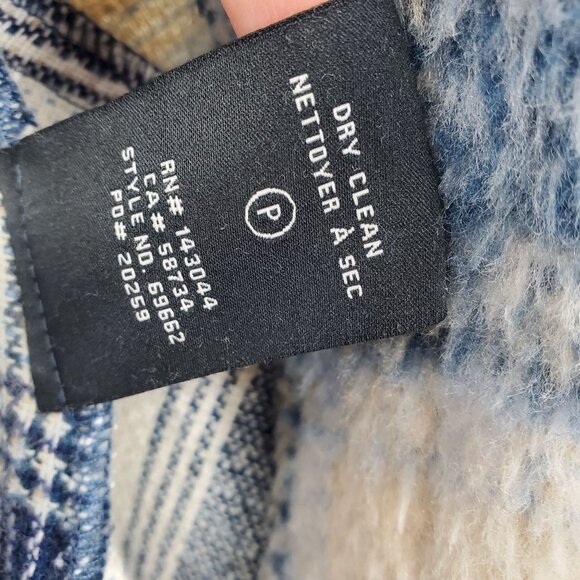 DRY CLEAN
NETTOYER À SEC
P
RN# 143044
CA # 58734
STYLE NO. 69662
PO# 20259